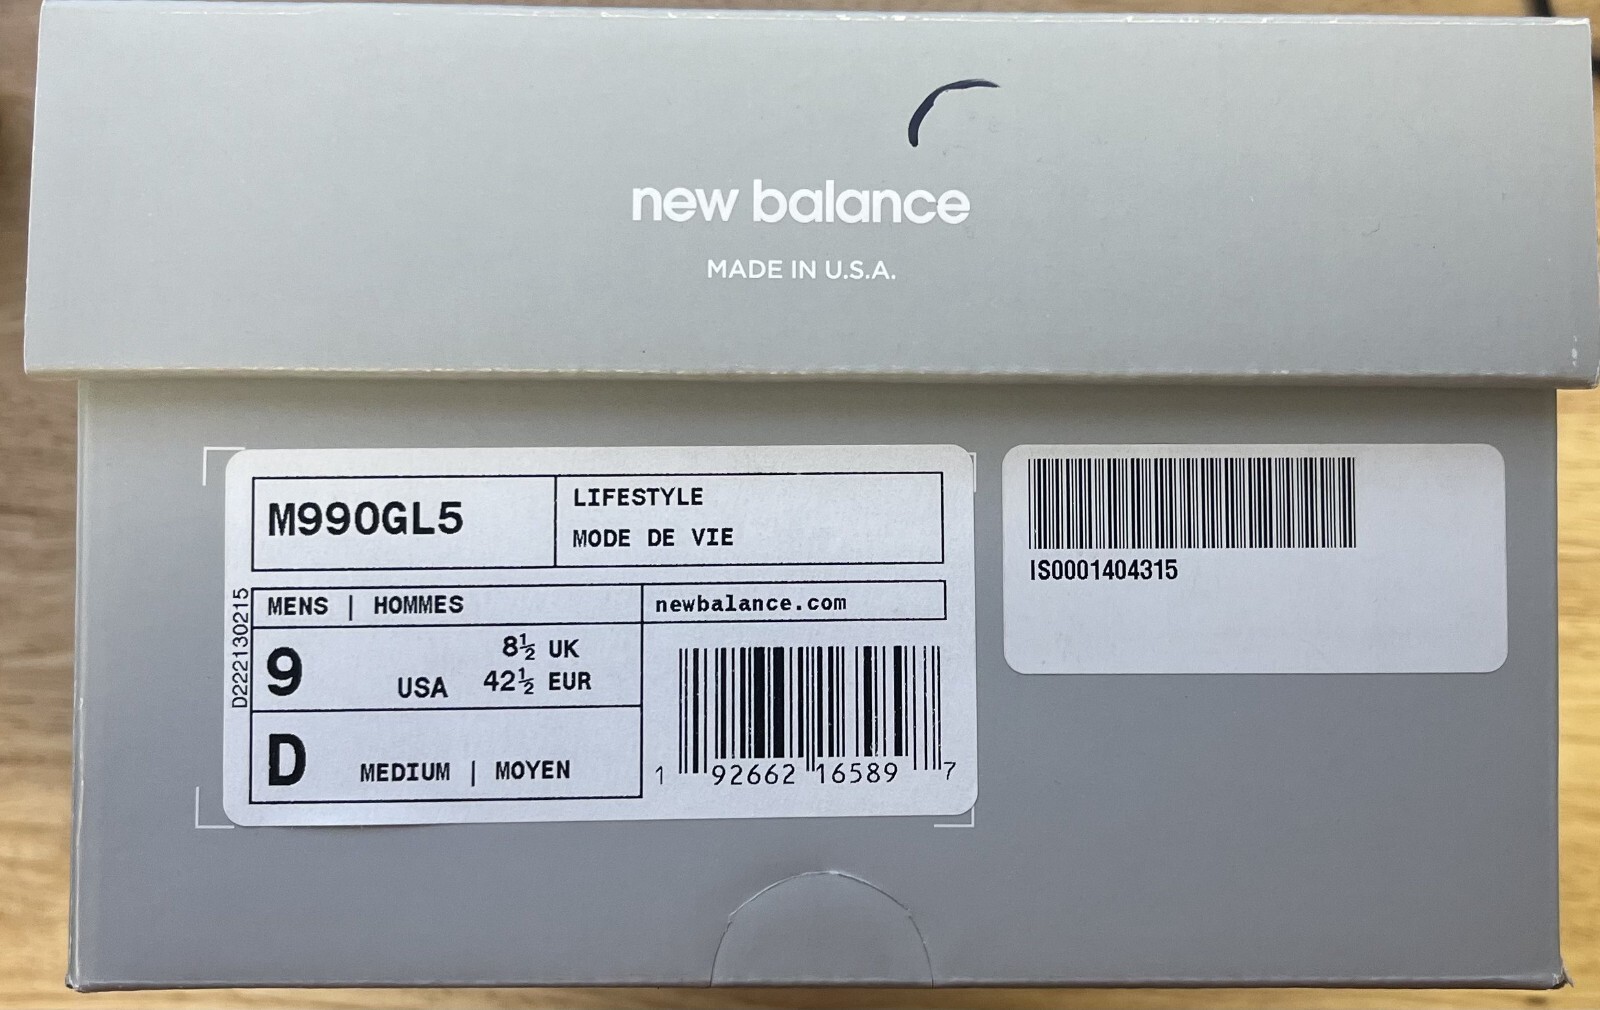 new balance
MADE IN U.S.A.
M990GL5
LIFESTYLE
MODE DE VIE
D222130215
MENS | HOMMES
newbalance.com
9 USA 8½ UK
42½ EUR
D MEDIUM | MOYEN
1 92662 16589 7
IS0001404315